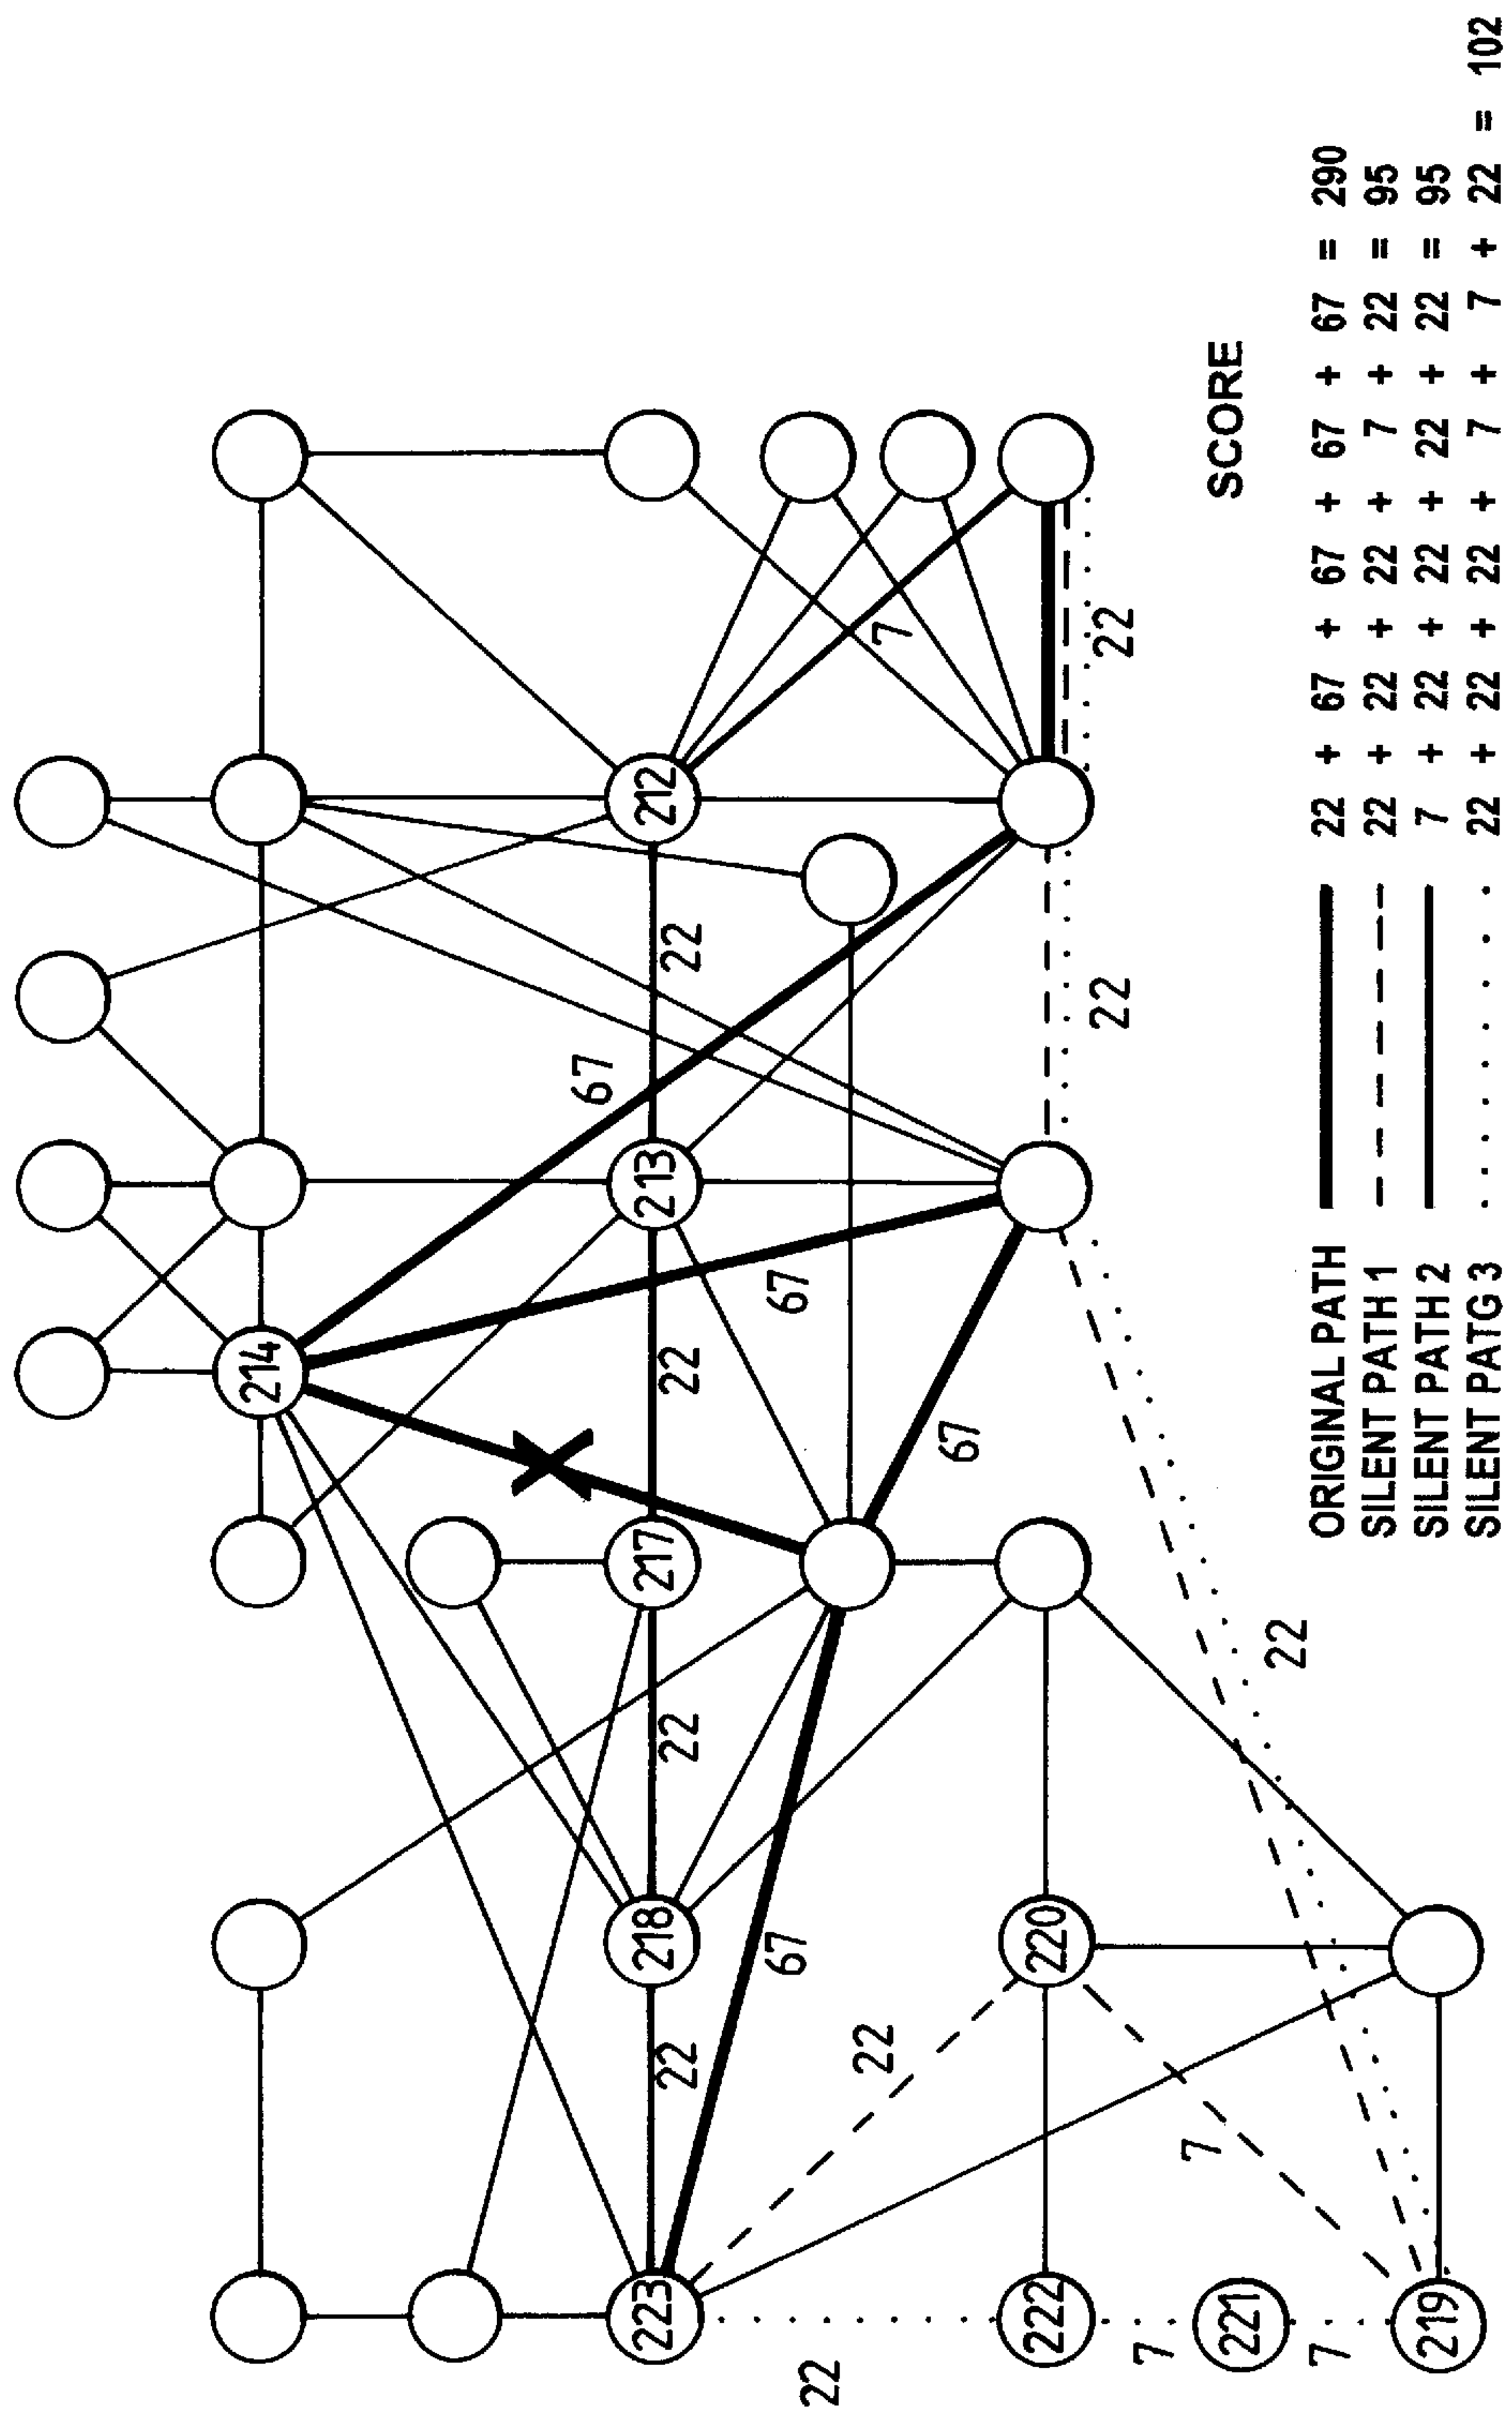 214
67
223 218 217 213 212
22 22 22 22
67 67
22
22 7
67
222 220
22 22
7
7
221
22
7
219
SCORE
ORIGINAL PATH 22 + 67 + 67 + 67 + 67 = 290
SILENT PATH 1 22 + 22 + 22 + 7 + 22 = 95
SILENT PATH 2 7 + 22 + 22 + 22 + 22 = 95
SILENT PATG 3 22 + 22 + 22 + 7 + 7 + 22 = 102